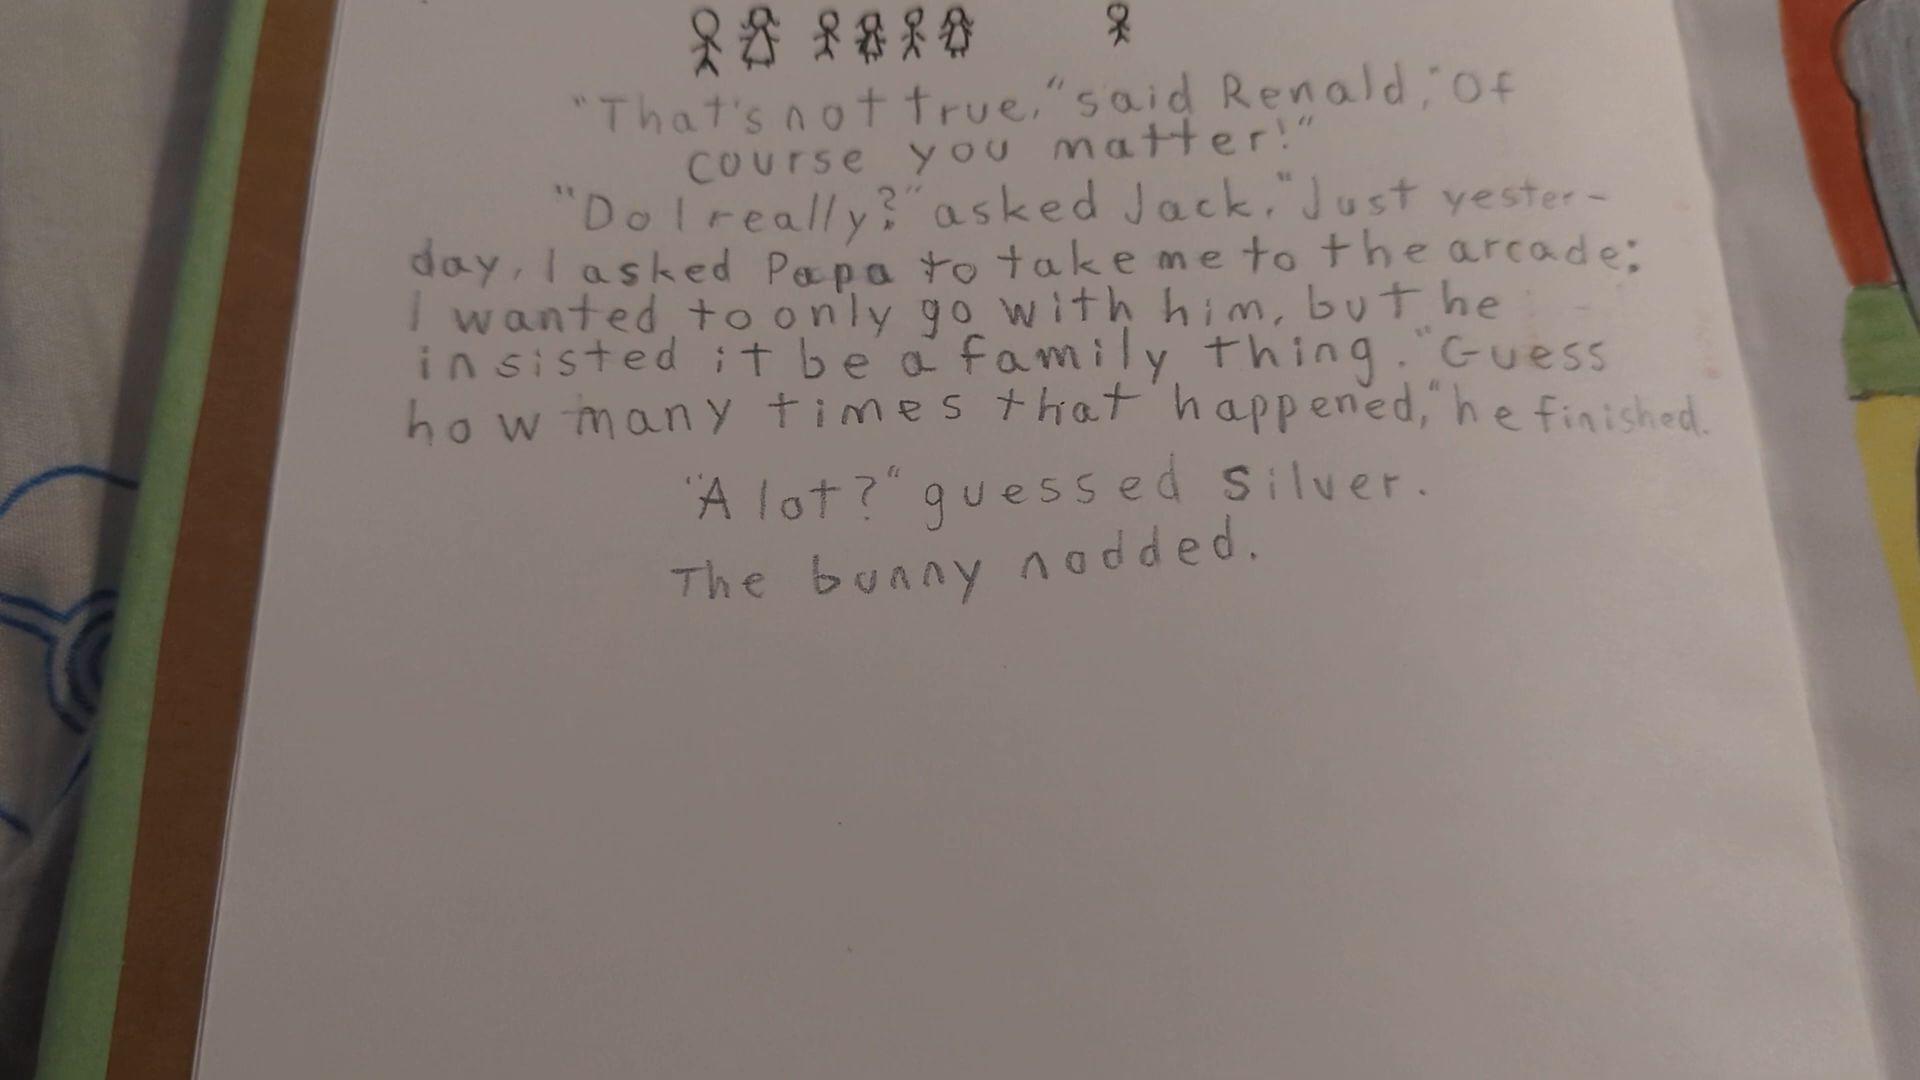 "That's not true," said Renald, "Of
course you matter!"
"Do I really?" asked Jack. "Just yester-
day, I asked Papa to take me to the arcade;
I wanted to only go with him, but he
insisted it be a family thing. "Guess
how many times that happened," he finished.
"A lot?" guessed Silver.
The bunny nodded.